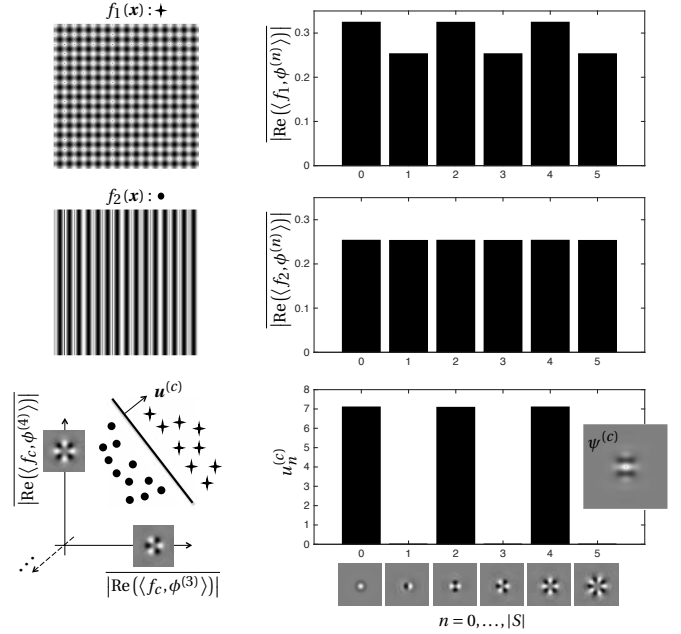 f₁(x) : ✦
|Re(⟨f₁, ϕ⁽ⁿ⁾⟩)|
0.3
0.2
0.1
0
0 1 2 3 4 5
f₂(x) : ●
|Re(⟨f₂, ϕ⁽ⁿ⁾⟩)|
0.3
0.2
0.1
0
0 1 2 3 4 5
|Re(⟨f_c, ϕ⁽⁴⁾⟩)|
u⁽ᶜ⁾
|Re(⟨f_c, ϕ⁽³⁾⟩)|
u_n⁽ᶜ⁾
8
7
6
5
4
3
2
1
0
ψ⁽ᶜ⁾
0 1 2 3 4 5
n = 0,...,|S|